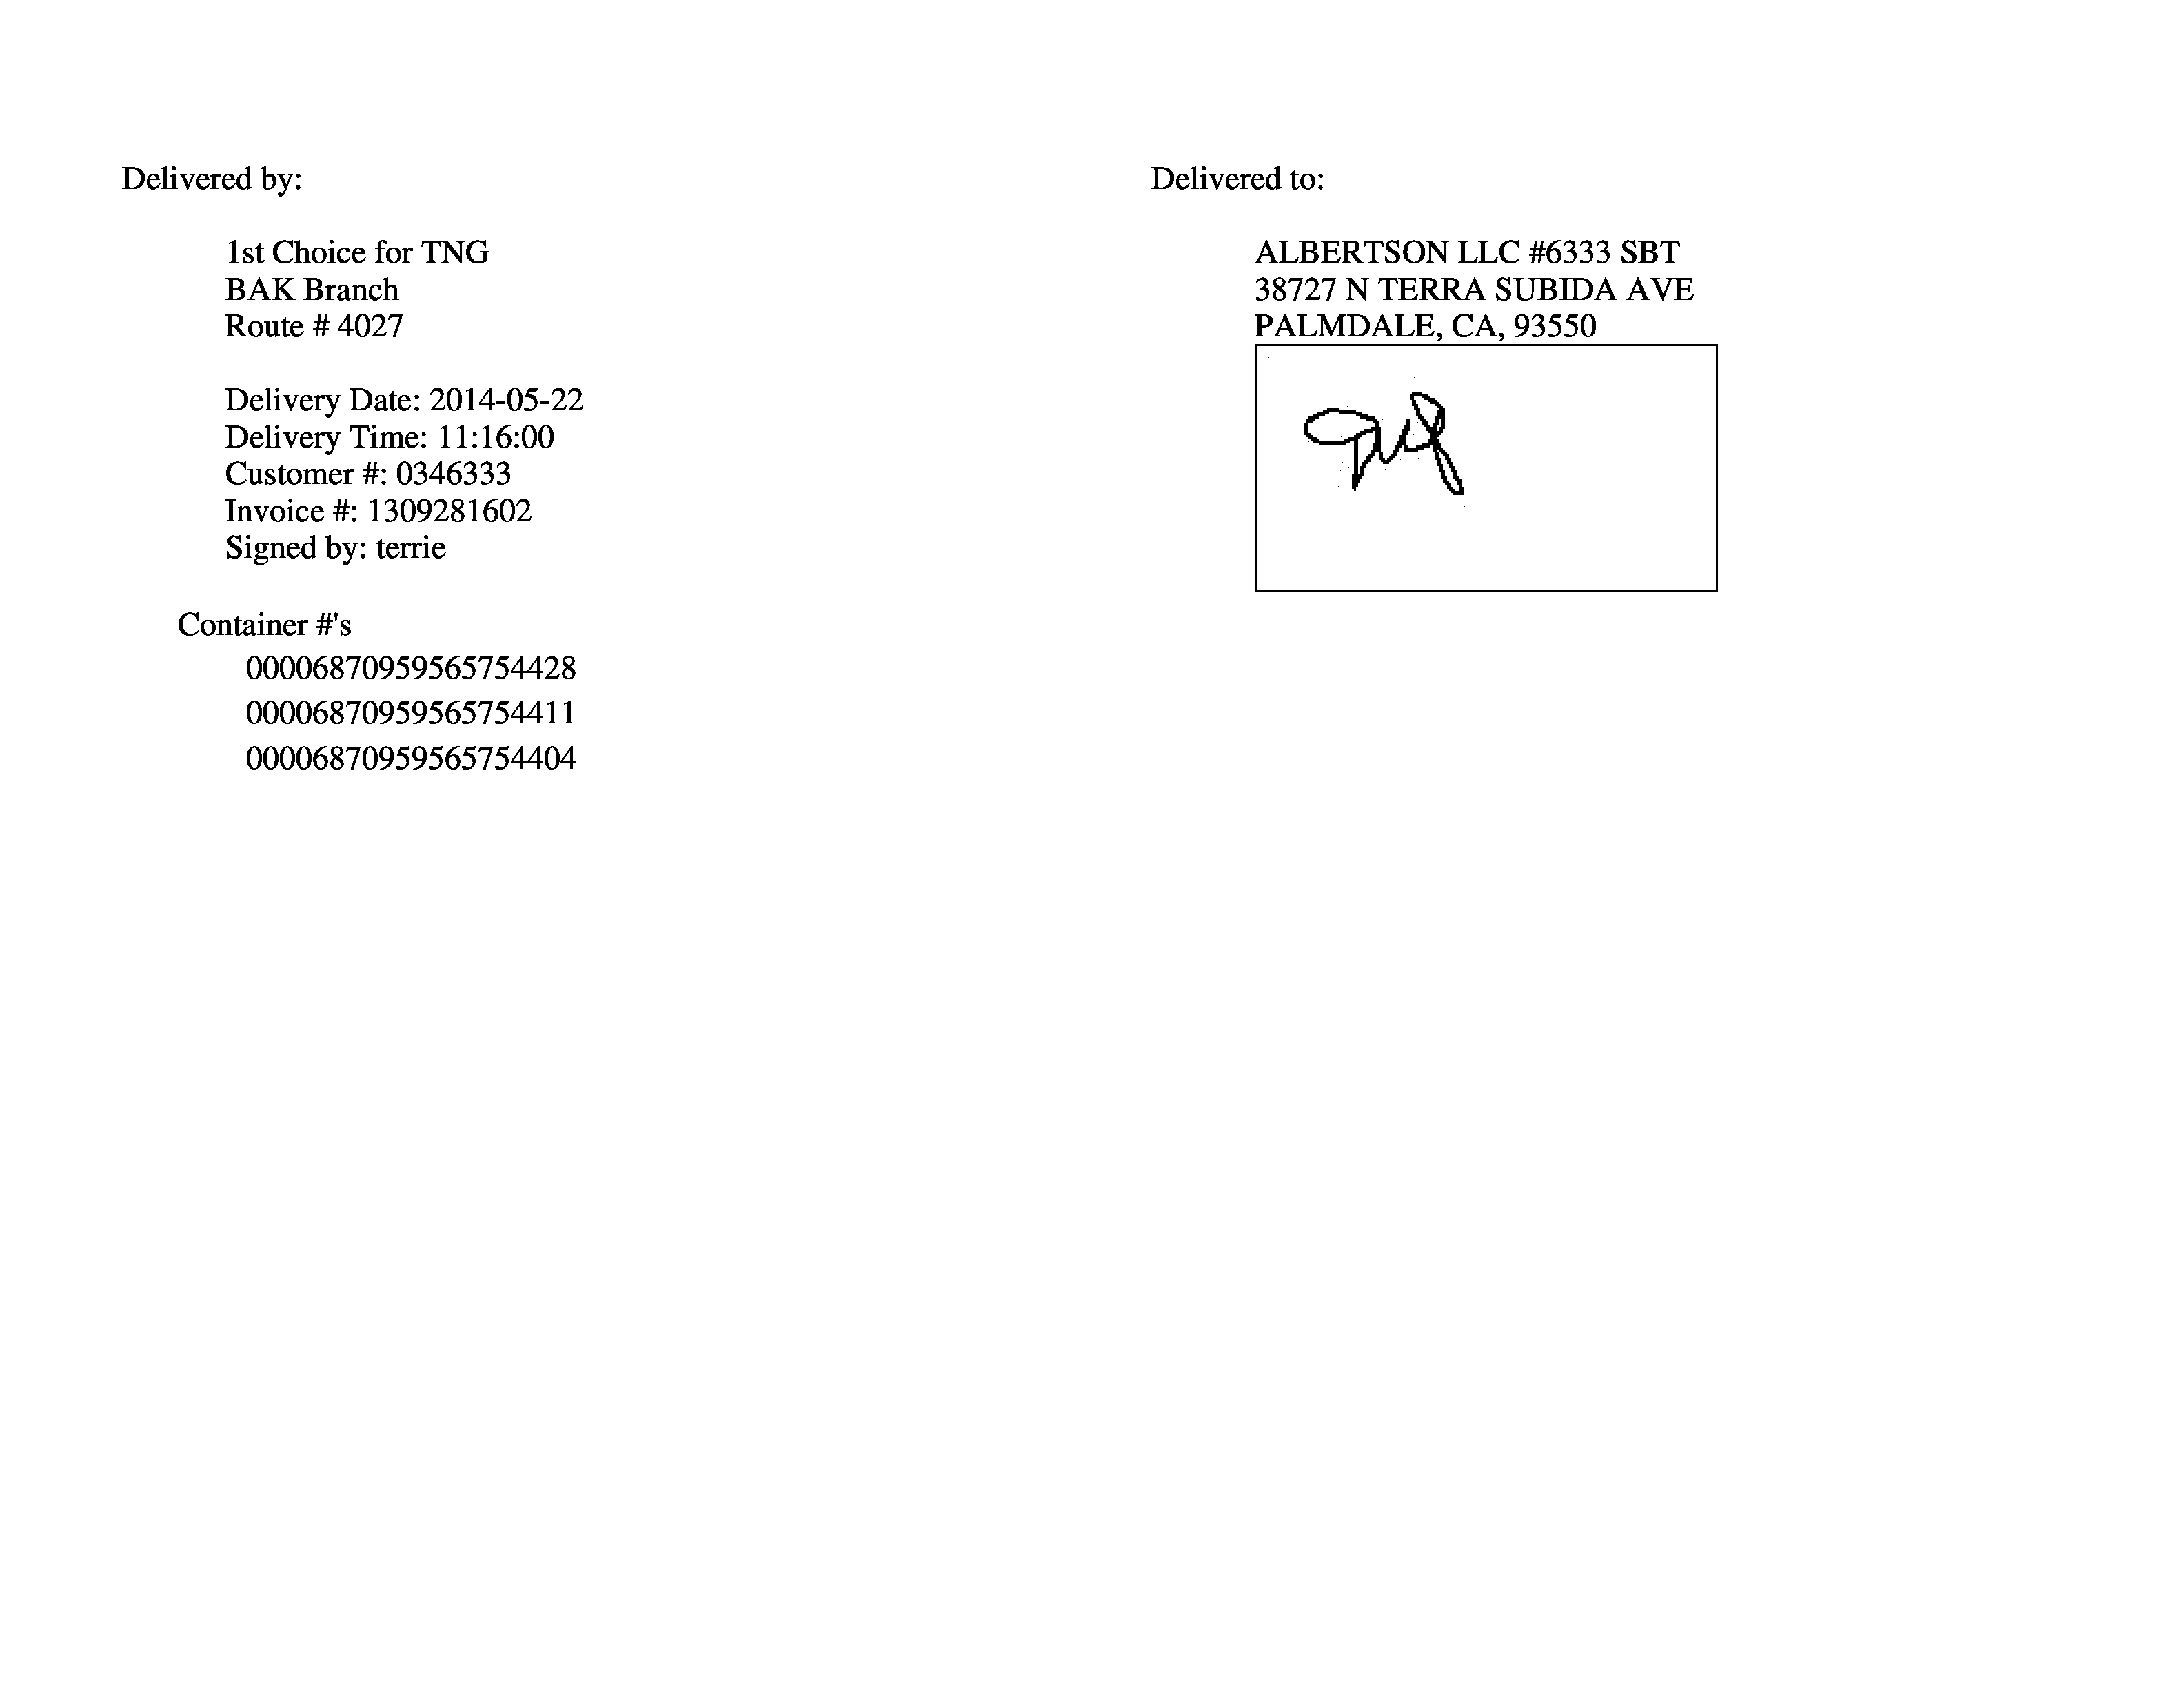 Delivered by:
1st Choice for TNG
BAK Branch
Route # 4027
Delivery Date: 2014-05-22
Delivery Time: 11:16:00
Customer #: 0346333
Invoice #: 1309281602
Signed by: terrie
Container #'s
00006870959565754428
00006870959565754411
00006870959565754404
Delivered to:
ALBERTSON LLC #6333 SBT
38727 N TERRA SUBIDA AVE
PALMDALE, CA, 93550